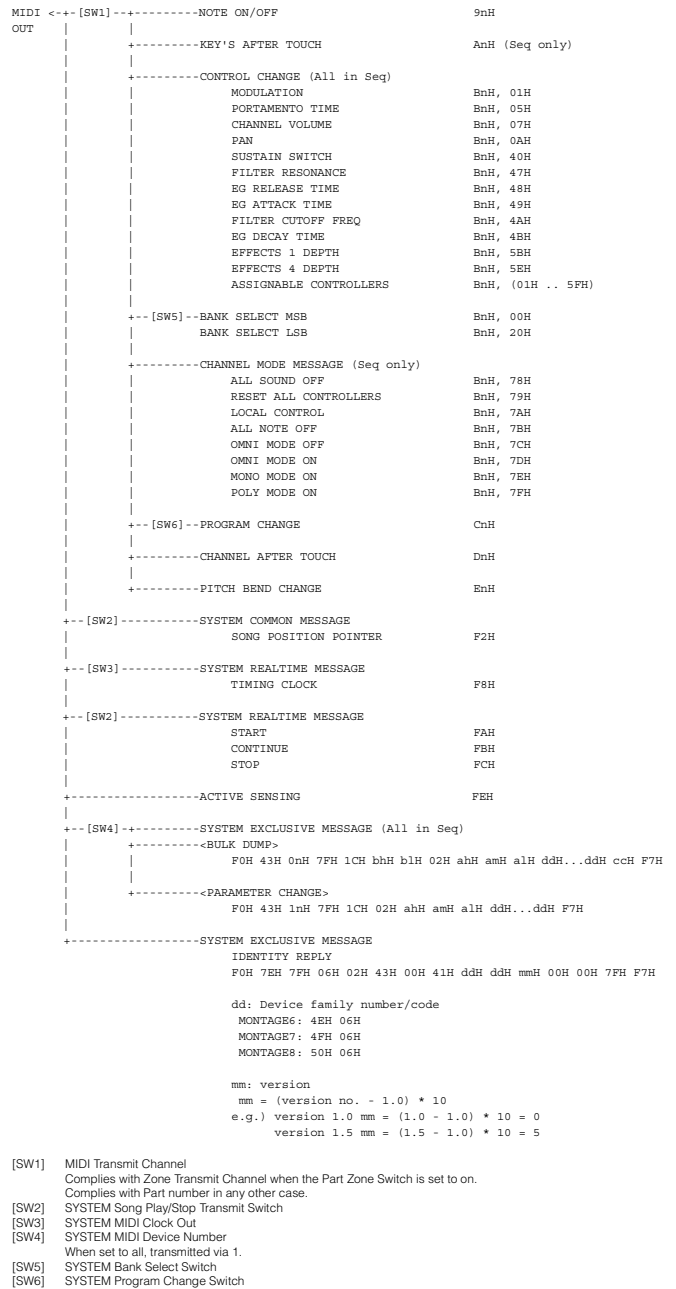 MIDI <-+-[SW1]--+---------NOTE ON/OFF 9nH
OUT | |
| +---------KEY'S AFTER TOUCH AnH (Seq only)
| |
| +---------CONTROL CHANGE (All in Seq)
| | MODULATION BnH, 01H
| | PORTAMENTO TIME BnH, 05H
| | CHANNEL VOLUME BnH, 07H
| | PAN BnH, 0AH
| | SUSTAIN SWITCH BnH, 40H
| | FILTER RESONANCE BnH, 47H
| | EG RELEASE TIME BnH, 48H
| | EG ATTACK TIME BnH, 49H
| | FILTER CUTOFF FREQ BnH, 4AH
| | EG DECAY TIME BnH, 4BH
| | EFFECTS 1 DEPTH BnH, 5BH
| | EFFECTS 4 DEPTH BnH, 5EH
| | ASSIGNABLE CONTROLLERS BnH, (01H .. 5FH)
| |
| +--[SW5]--BANK SELECT MSB BnH, 00H
| | BANK SELECT LSB BnH, 20H
| |
| +---------CHANNEL MODE MESSAGE (Seq only)
| | ALL SOUND OFF BnH, 78H
| | RESET ALL CONTROLLERS BnH, 79H
| | LOCAL CONTROL BnH, 7AH
| | ALL NOTE OFF BnH, 7BH
| | OMNI MODE OFF BnH, 7CH
| | OMNI MODE ON BnH, 7DH
| | MONO MODE ON BnH, 7EH
| | POLY MODE ON BnH, 7FH
| |
| +--[SW6]--PROGRAM CHANGE CnH
| |
| +---------CHANNEL AFTER TOUCH DnH
| |
| +---------PITCH BEND CHANGE EnH
|
+--[SW2]----------SYSTEM COMMON MESSAGE
| SONG POSITION POINTER F2H
|
+--[SW3]----------SYSTEM REALTIME MESSAGE
| TIMING CLOCK F8H
|
+--[SW2]----------SYSTEM REALTIME MESSAGE
| START FAH
| CONTINUE FBH
| STOP FCH
|
+-----------------ACTIVE SENSING FEH
|
+--[SW4]-+---------SYSTEM EXCLUSIVE MESSAGE (All in Seq)
| +---------<BULK DUMP>
| | F0H 43H 0nH 7FH 1CH bhH blH 02H ahH amH alH ddH...ddH ccH F7H
| |
| +---------<PARAMETER CHANGE>
| F0H 43H 1nH 7FH 1CH 02H ahH amH alH ddH...ddH F7H
|
+-----------------SYSTEM EXCLUSIVE MESSAGE
IDENTITY REPLY
F0H 7EH 7FH 06H 02H 43H 00H 41H ddH ddH mmH 00H 00H 7FH F7H
dd: Device family number/code
MONTAGE6: 4EH 06H
MONTAGE7: 4FH 06H
MONTAGE8: 50H 06H
mm: version
mm = (version no. - 1.0) * 10
e.g.) version 1.0 mm = (1.0 - 1.0) * 10 = 0
version 1.5 mm = (1.5 - 1.0) * 10 = 5
[SW1] MIDI Transmit Channel
Complies with Zone Transmit Channel when the Part Zone Switch is set to on.
Complies with Part number in any other case.
[SW2] SYSTEM Song Play/Stop Transmit Switch
[SW3] SYSTEM MIDI Clock Out
[SW4] SYSTEM MIDI Device Number
When set to all, transmitted via 1.
[SW5] SYSTEM Bank Select Switch
[SW6] SYSTEM Program Change Switch